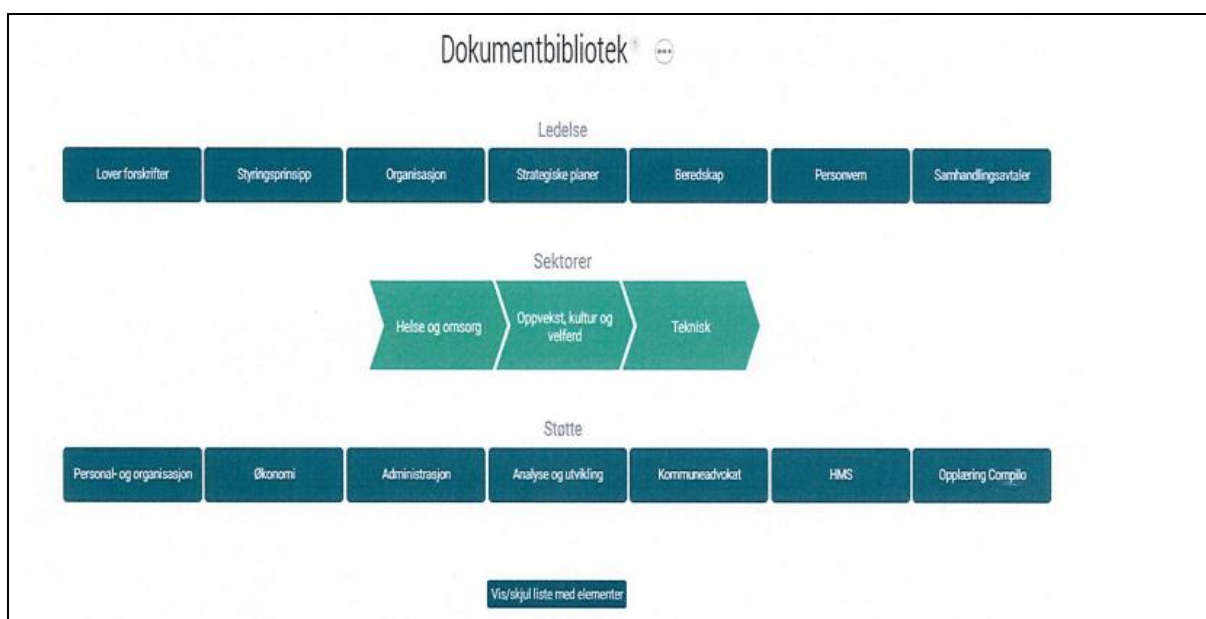 Dokumentbibliotek
Ledelse
Lover forskrifter
Styringsprinsipp
Organisasjon
Strategiske planer
Beredskap
Personvern
Samhandlingsavtaler
Sektorer
Helse og omsorg
Oppvekst, kultur og
velferd
Teknisk
Støtte
Personal- og organisasjon
Økonomi
Administrasjon
Analyse og utvikling
Kommuneadvokat
HMS
Opplæring Compilo
Vis/skjul liste med elementer